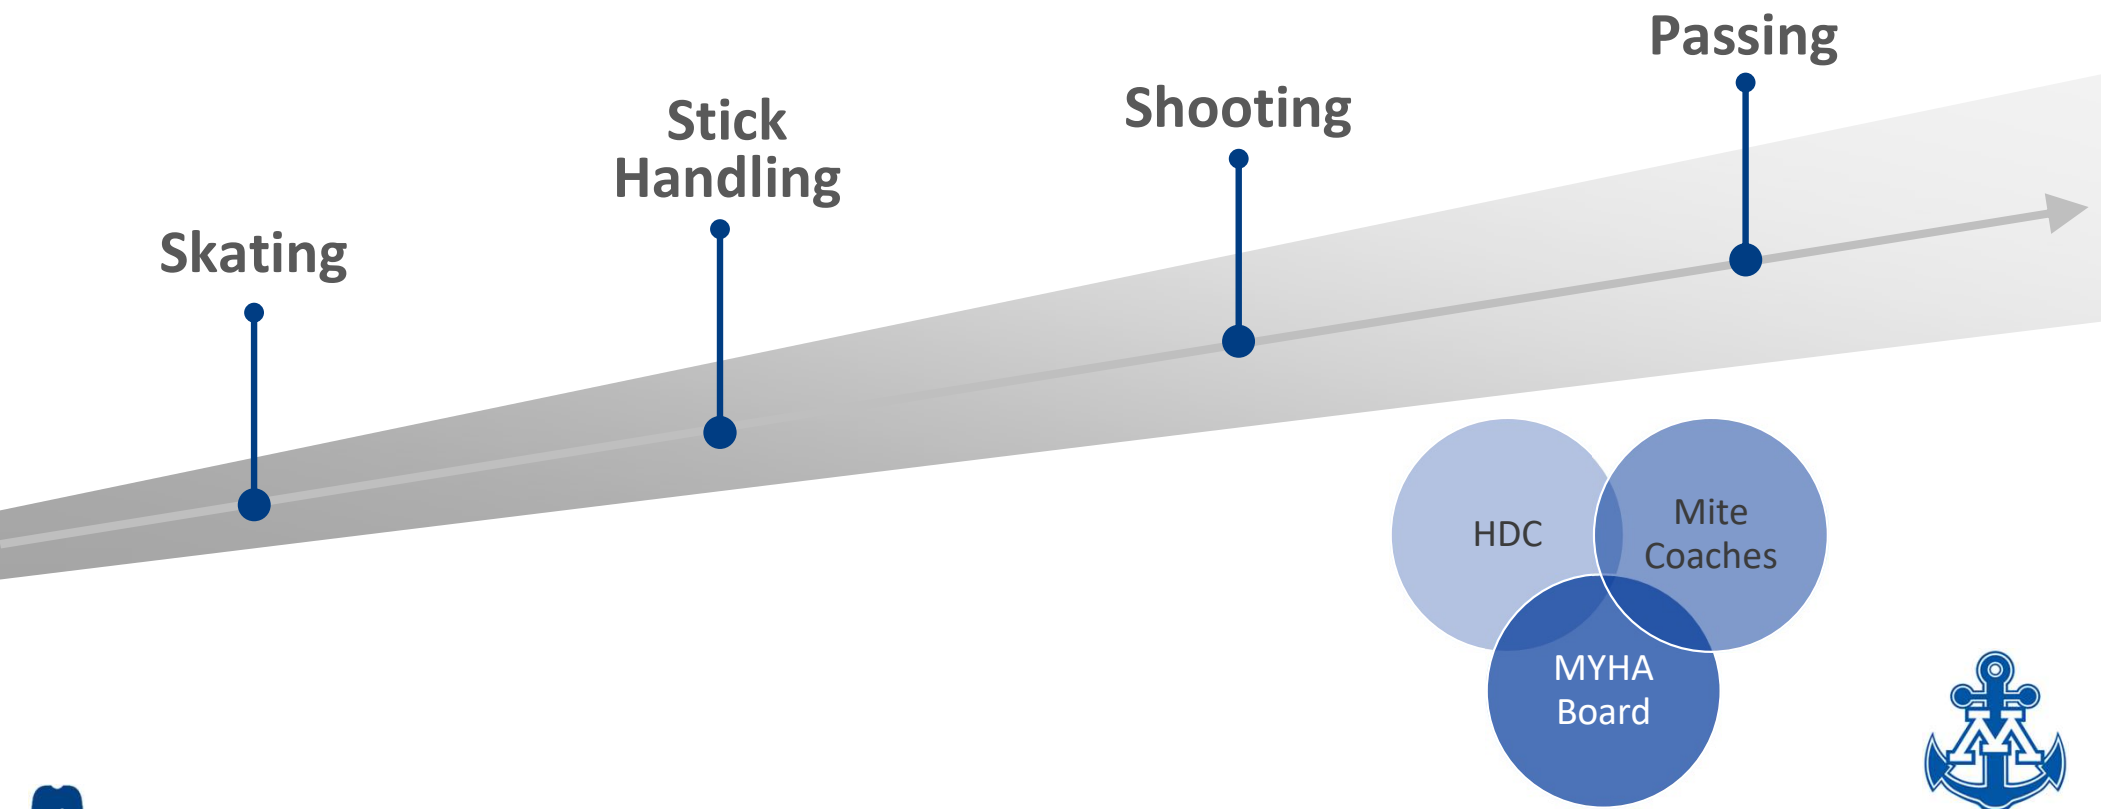 Passing
Shooting
Stick
Handling
Skating
HDC
Mite
Coaches
MYHA
Board
M